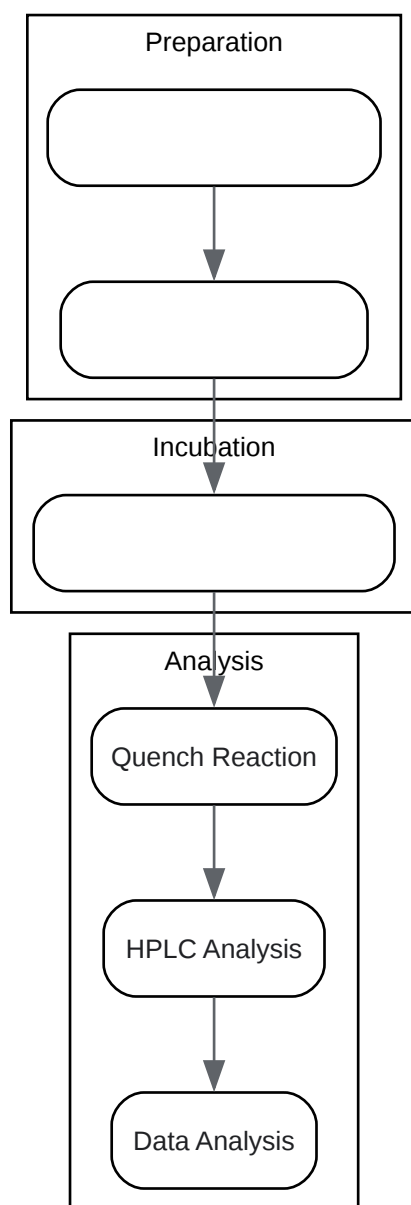 Preparation
Incubation
Analysis
Quench Reaction
HPLC Analysis
Data Analysis